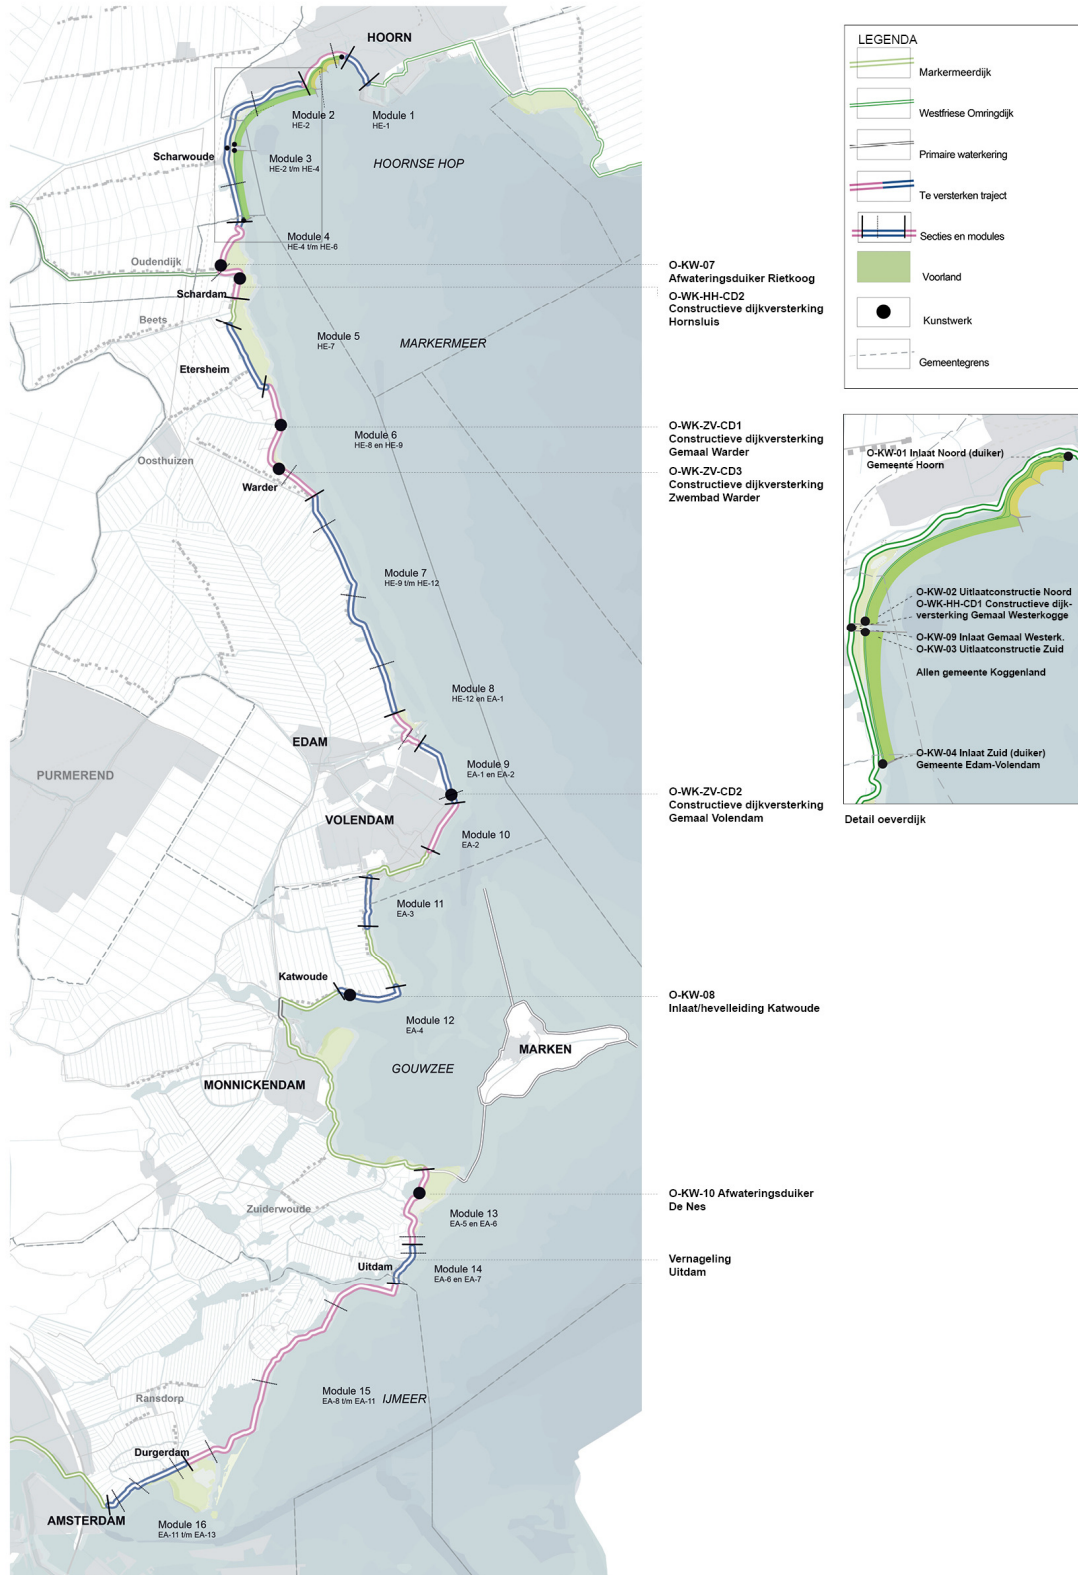 HOORN
Module 2
HE-2
Module 1
HE-1
Scharwoude
Module 3
HE-2 t/m HE-4
HOORNSE HOP
Module 4
HE-4 t/m HE-6
Oudendijk
Schardam
Beets
Module 5
HE-7
MARKERMEER
Etersheim
Module 6
HE-8 en HE-9
Oosthuizen
Warder
Module 7
HE-9 t/m HE-12
Module 8
HE-12 en EA-1
EDAM
PURMEREND
Module 9
EA-1 en EA-2
VOLENDAM
Module 10
EA-2
Module 11
EA-3
Katwoude
Module 12
EA-4
MARKEN
GOUWZEE
MONNICKENDAM
Zuiderwoude
Module 13
EA-5 en EA-6
Uitdam
Module 14
EA-6 en EA-7
Ransdorp
Module 15
EA-8 t/m EA-11
IJMEER
Durgerdam
AMSTERDAM
Module 16
EA-11 t/m EA-13
O-KW-07
Afwateringsduiker Rietkoog
O-WK-HH-CD2
Constructieve dijkversterking
Hornsluis
O-WK-ZV-CD1
Constructieve dijkversterking
Gemaal Warder
O-WK-ZV-CD3
Constructieve dijkversterking
Zwembad Warder
O-WK-ZV-CD2
Constructieve dijkversterking
Gemaal Volendam
O-KW-08
Inlaat/hevelleiding Katwoude
O-KW-10 Afwateringsduiker
De Nes
Vernageling
Uitdam
LEGENDA
Markermeerdijk
Westfriese Omringdijk
Primaire waterkering
Te versterken traject
Secties en modules
Voorland
Kunstwerk
Gemeentegrens
O-KW-01 Inlaat Noord (duiker)
Gemeente Hoorn
O-KW-02 Uitlaatconstructie Noord
O-WK-HH-CD1 Constructieve dijk-
versterking Gemaal Westerkogge
O-KW-09 Inlaat Gemaal Westerk.
O-KW-03 Uitlaatconstructie Zuid
Allen gemeente Koggenland
O-KW-04 Inlaat Zuid (duiker)
Gemeente Edam-Volendam
Detail oeverdijk